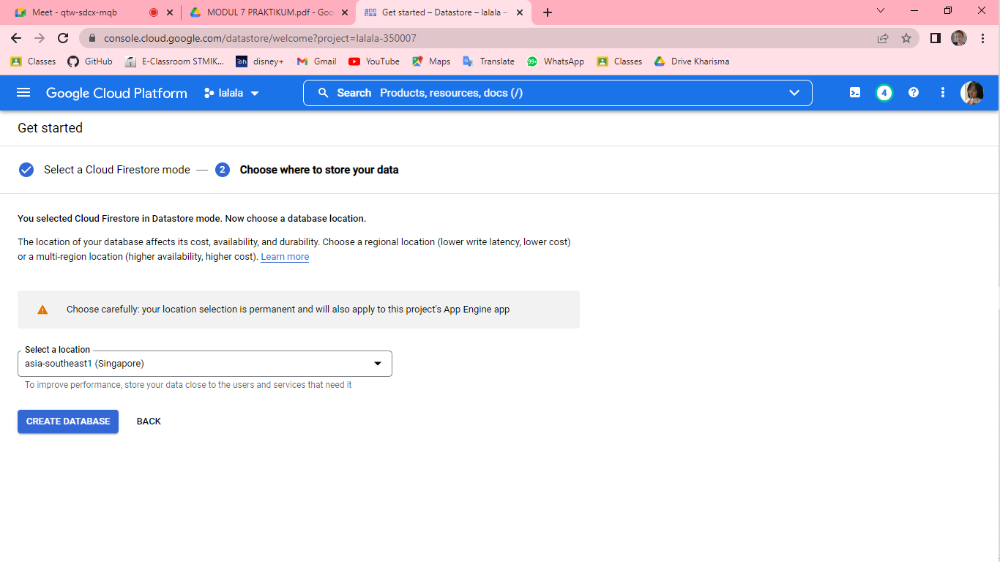 Meet - qtw-sdcx-mqb
MODUL 7 PRAKTIKUM.pdf - Goo
Get started – Datastore – lalala –
console.cloud.google.com/datastore/welcome?project=lalala-350007
Classes
GitHub
E-Classroom STMIK...
disney+
Gmail
YouTube
Maps
Translate
99+
WhatsApp
Classes
Drive Kharisma
Google Cloud Platform
lalala
Search Products, resources, docs (/)
4
Get started
Select a Cloud Firestore mode — 2 Choose where to store your data
You selected Cloud Firestore in Datastore mode. Now choose a database location.
The location of your database affects its cost, availability, and durability. Choose a regional location (lower write latency, lower cost)
or a multi-region location (higher availability, higher cost). Learn more
Choose carefully: your location selection is permanent and will also apply to this project's App Engine app
Select a location
asia-southeast1 (Singapore)
To improve performance, store your data close to the users and services that need it
CREATE DATABASE
BACK